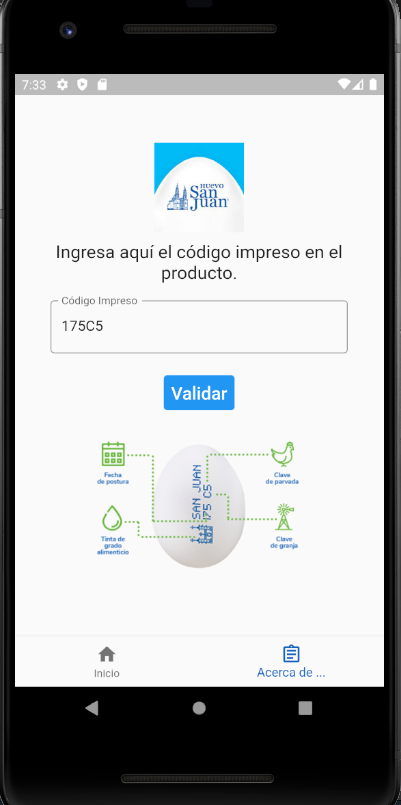 7:33
HUEVO
San
Juan
Ingresa aquí el código impreso en el
producto.
Código Impreso
175C5
Validar
Fecha
de postura
Clave
de parvada
SAN JUAN
175 C5
Tinta de
grado
alimenticio
Clave
de granja
Inicio
Acerca de ...